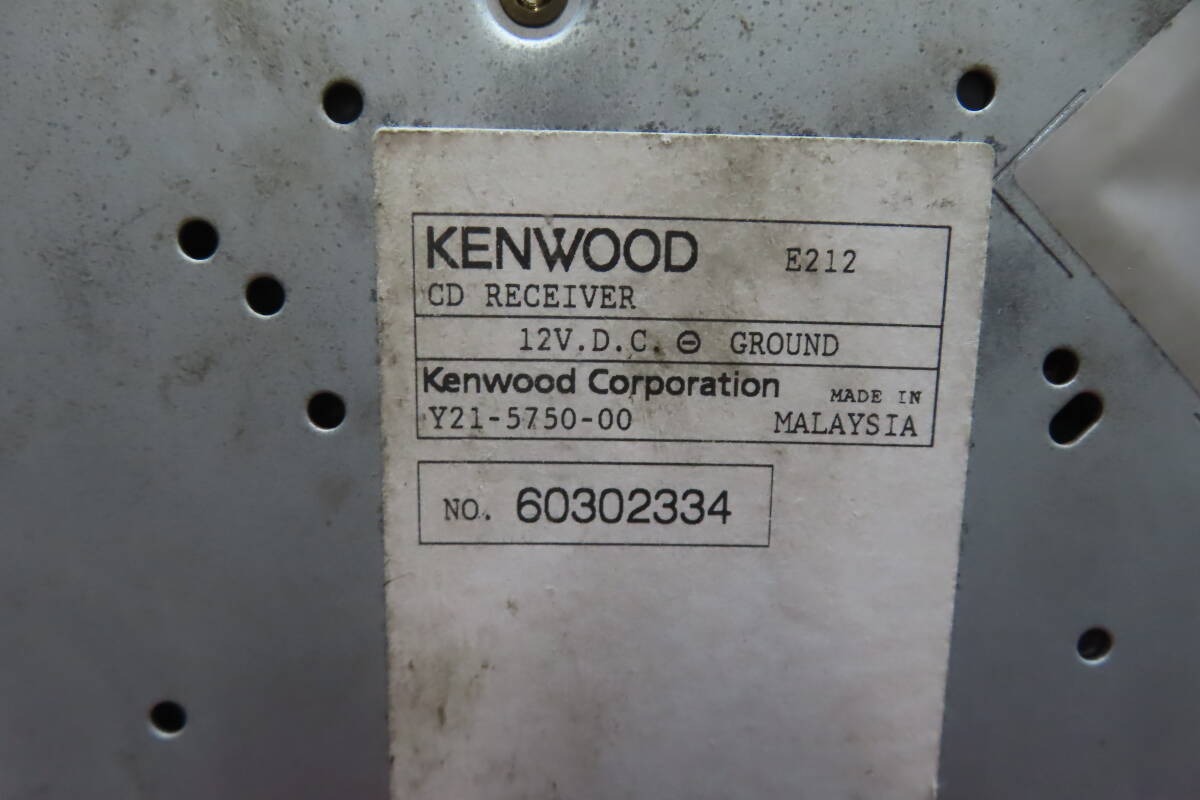 KENWOOD E212
CD RECEIVER
12V.D.C. ⊖ GROUND
Kenwood Corporation MADE IN
Y21-5750-00 MALAYSIA
NO. 60302334